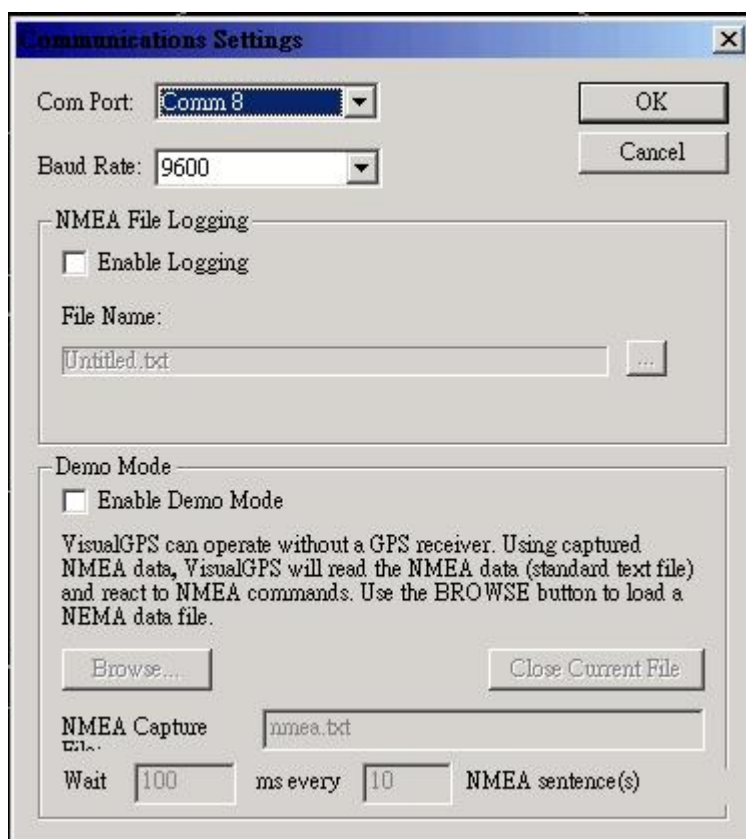 Communications Settings
Com Port: Comm 8 OK
Baud Rate: 9600 Cancel
NMEA File Logging
Enable Logging
File Name:
Untitled.txt ...
Demo Mode
Enable Demo Mode
VisualGPS can operate without a GPS receiver. Using captured
NMEA data, VisualGPS will read the NMEA data (standard text file)
and react to NMEA commands. Use the BROWSE button to load a
NEMA data file.
Browse.... Close Current File
NMEA Capture nmea.txt
File:
Wait 100 ms every 10 NMEA sentence(s)